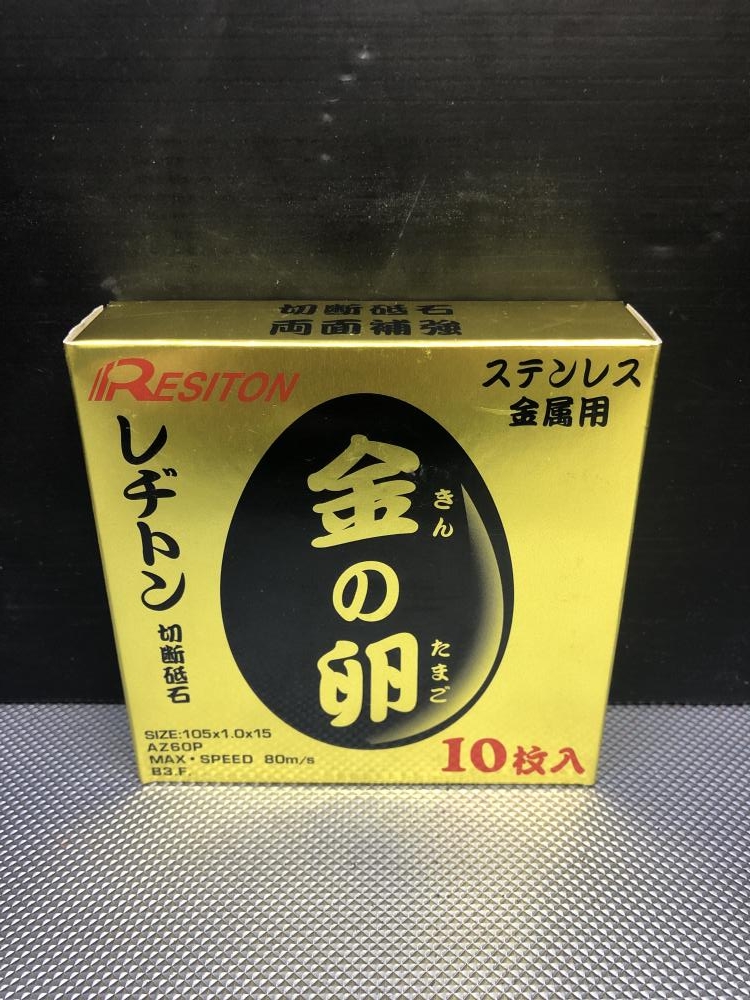 切断砥石
両面補強
RESITON
ステンレス
金属用
レヂトン
切断砥石
金の卵
きん
たまご
SIZE:105x1.0x15
AZ60P
MAX・SPEED 80m/s
B3.F.
10枚入